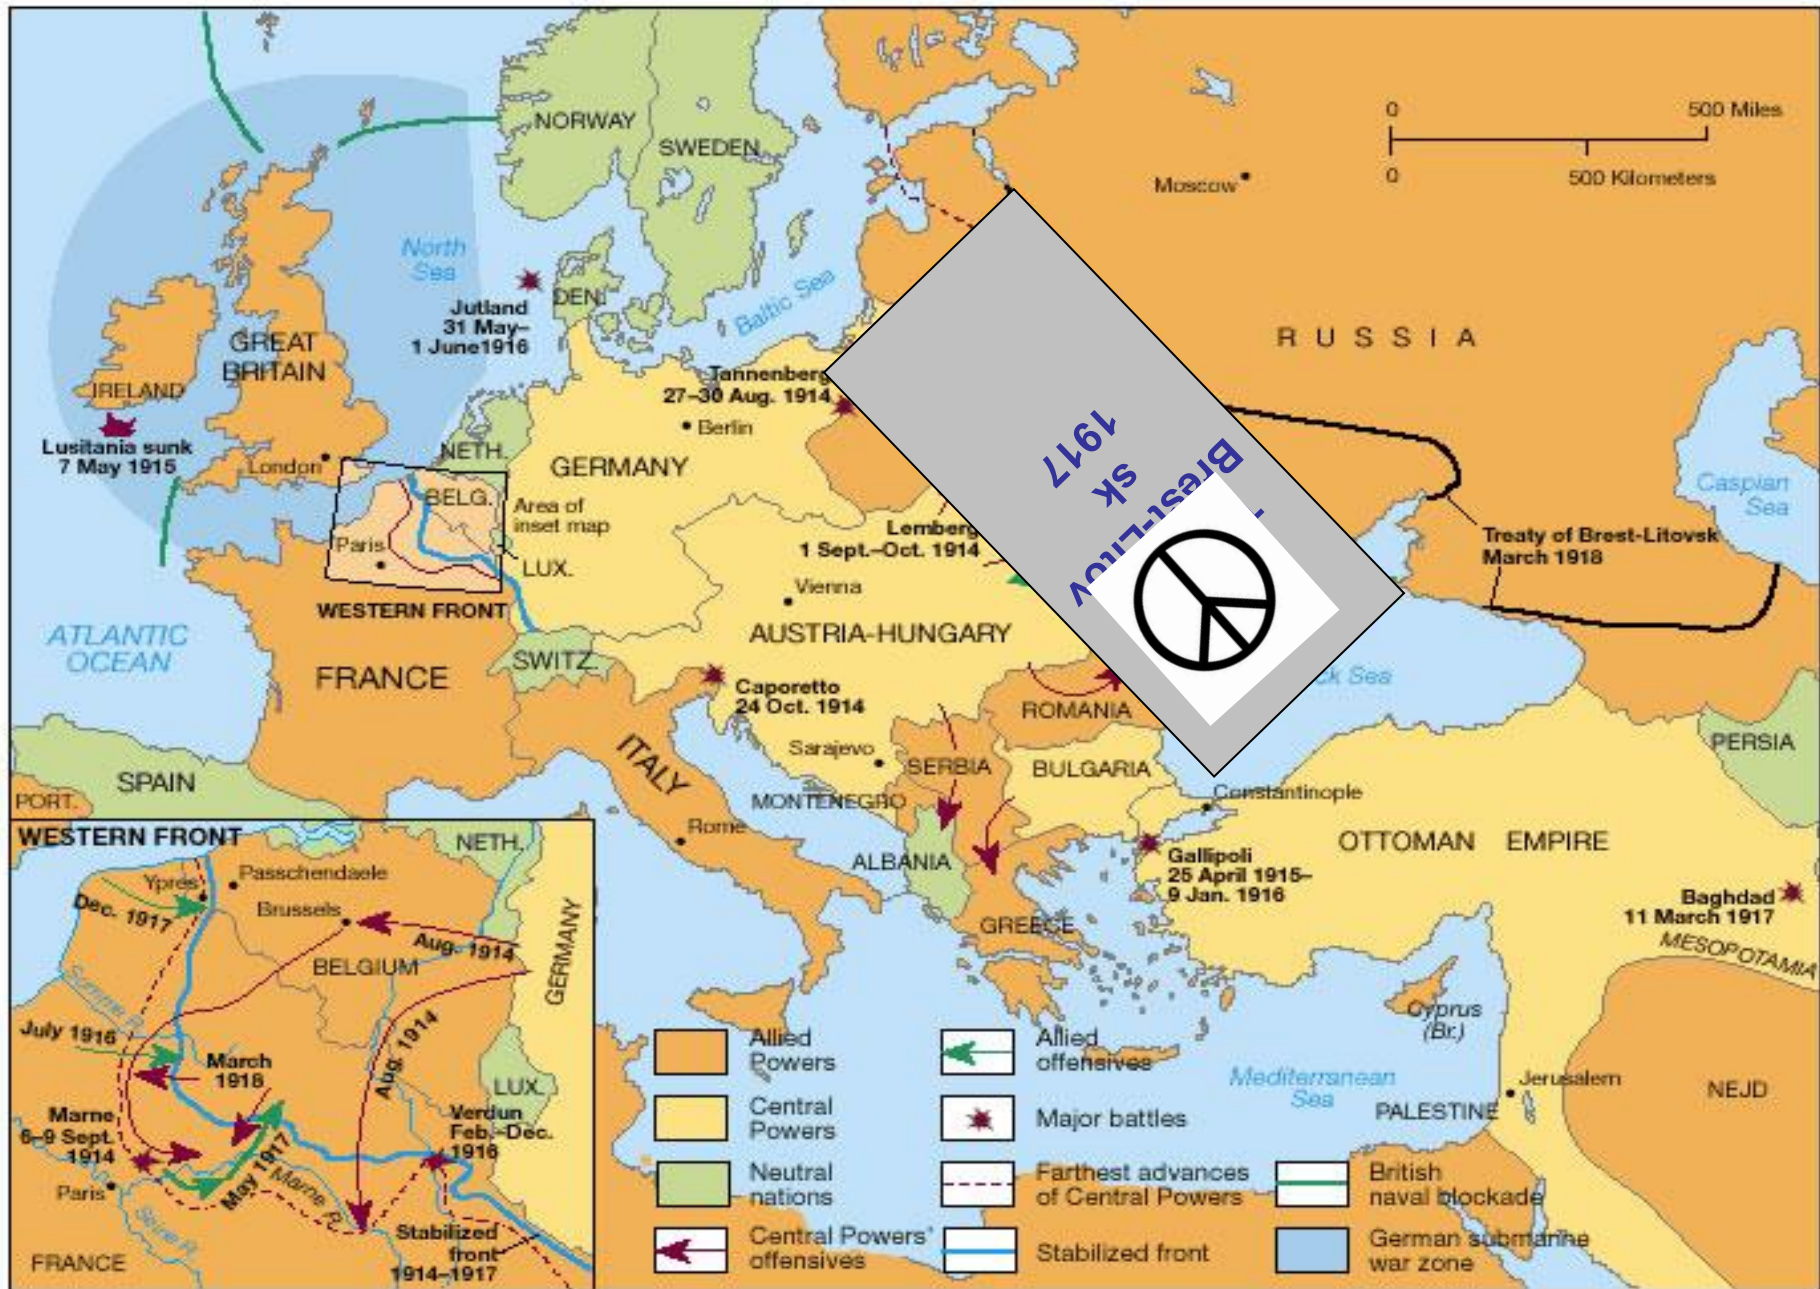 NORWAY
SWEDEN
0
500 Miles
0
500 Kilometers
Moscow
North
Sea
Jutland
31 May–
1 June1916
DEN.
Baltic Sea
RUSSIA
GREAT
BRITAIN
IRELAND
Lusitania sunk
7 May 1915
London
NETH.
Tannenberg
27–30 Aug. 1914
Berlin
GERMANY
BELG.
Area of
inset map
Paris
LUX.
WESTERN FRONT
Lemberg
1 Sept.–Oct. 1914
Vienna
AUSTRIA-HUNGARY
Brest-Litov
sk
1917
Caspian
Sea
Treaty of Brest-Litovsk
March 1918
ATLANTIC
OCEAN
FRANCE
SWITZ.
Caporetto
24 Oct. 1914
ROMANIA
ck Sea
Sarajevo
SERBIA
BULGARIA
PERSIA
SPAIN
PORT.
ITALY
MONTENEGRO
Rome
Constantinople
ALBANIA
OTTOMAN EMPIRE
Gallipoli
25 April 1915–
9 Jan. 1916
Baghdad
11 March 1917
MESOPOTAMIA
GREECE
Cyprus
(Br.)
Mediterranean
Sea
Jerusalem
PALESTINE
NEJD
WESTERN FRONT
NETH.
Ypres
Passchendaele
Dec. 1917
Brussels
Aug. 1914
BELGIUM
GERMANY
Somme R.
July 1916
March
1918
Aug. 1914
LUX.
Marne
6–9 Sept.
1914
Verdun
Feb.–Dec.
1916
Paris
May 1917
Marne R.
Seine R.
Stabilized
front
1914–1917
FRANCE
Allied
Powers
Central
Powers
Neutral
nations
Central Powers'
offensives
Allied
offensives
Major battles
Farthest advances
of Central Powers
Stabilized front
British
naval blockade
German submarine
war zone